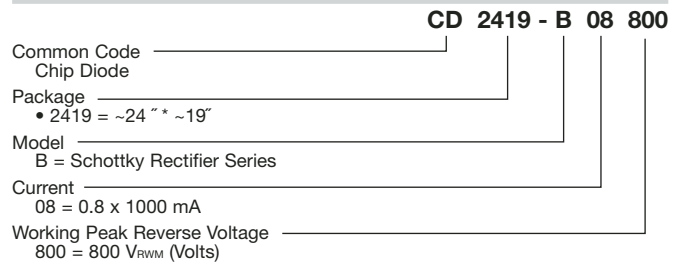 CD 2419 - B 08 800
Common Code
Chip Diode
Package
• 2419 = ~24 ˝ * ~19˝
Model
B = Schottky Rectifier Series
Current
08 = 0.8 x 1000 mA
Working Peak Reverse Voltage
800 = 800 VRWM (Volts)